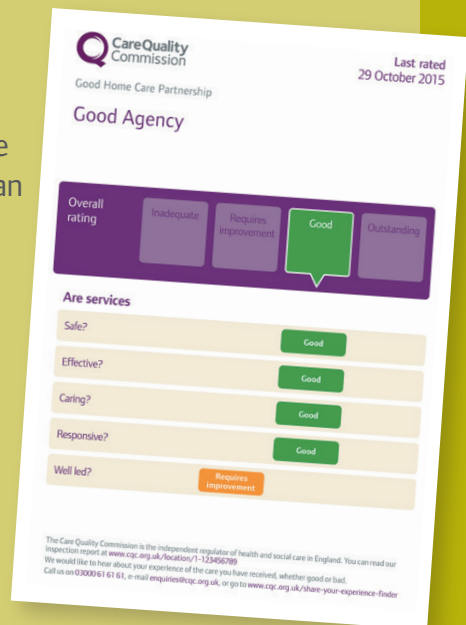 e
an
CareQuality
Commission
Last rated
29 October 2015
Good Home Care Partnership
Good Agency
Overall
rating
Inadequate
Requires
improvement
Good
Outstanding
Are services
Safe?
Good
Effective?
Good
Caring?
Good
Responsive?
Good
Well led?
Requires
improvement
The Care Quality Commission is the independent regulator of health and social care in England. You can read our
inspection report at www.cqc.org.uk/location/1-123456789
We would like to hear about your experience of the care you have received, whether good or bad.
Call us on 03000 61 61 61, e-mail enquiries@cqc.org.uk, or go to www.cqc.org.uk/share-your-experience-finder